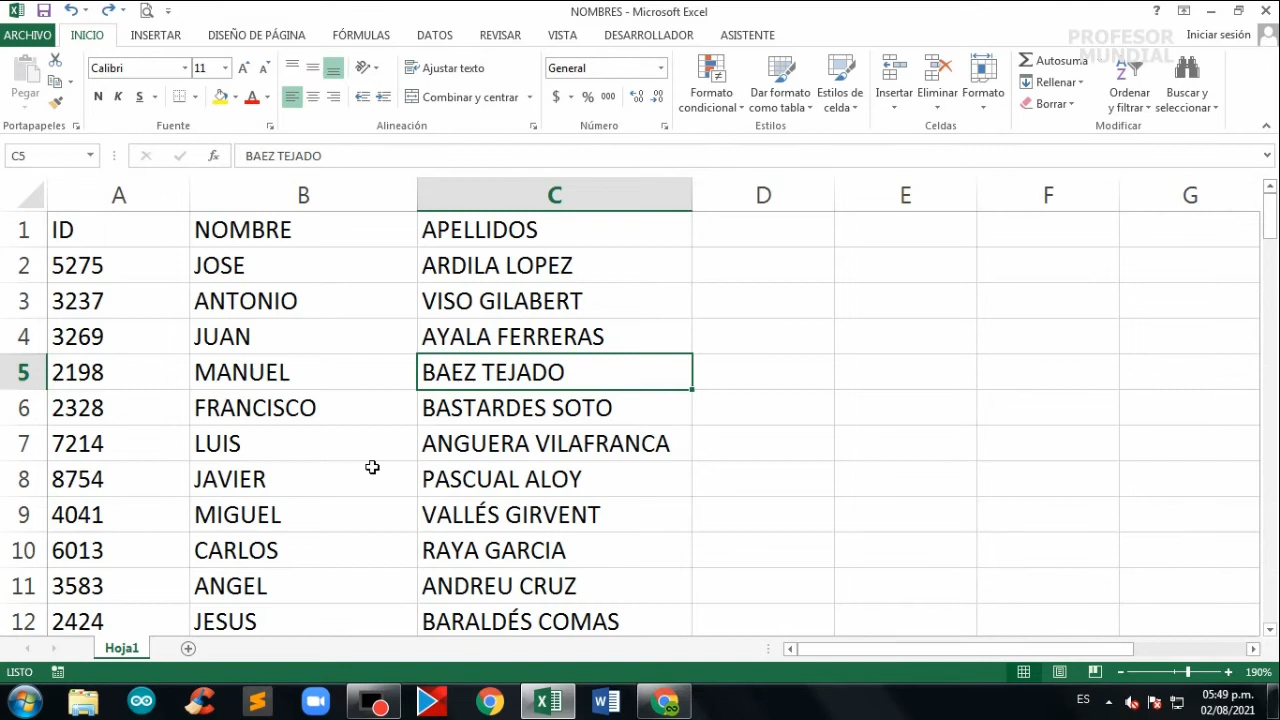 NOMBRES - Microsoft Excel
ARCHIVO INICIO INSERTAR DISEÑO DE PÁGINA FÓRMULAS DATOS REVISAR VISTA DESARROLLADOR ASISTENTE Iniciar sesión
PROFESOR
MUNDIAL
Pegar
Portapapeles
Calibri 11
N K S
Fuente
Ajustar texto
Combinar y centrar
Alineación
General
$ % 000
Número
Formato condicional
Dar formato como tabla
Estilos de celda
Estilos
Insertar Eliminar Formato
Celdas
Autosuma
Rellenar
Borrar
Ordenar y filtrar
Buscar y seleccionar
Modificar
C5 fx BAEZ TEJADO
A B C D E F G
1 ID NOMBRE APELLIDOS
2 5275 JOSE ARDILA LOPEZ
3 3237 ANTONIO VISO GILABERT
4 3269 JUAN AYALA FERRERAS
5 2198 MANUEL BAEZ TEJADO
6 2328 FRANCISCO BASTARDES SOTO
7 7214 LUIS ANGUERA VILAFRANCA
8 8754 JAVIER PASCUAL ALOY
9 4041 MIGUEL VALLÉS GIRVENT
10 6013 CARLOS RAYA GARCIA
11 3583 ANGEL ANDREU CRUZ
12 2424 JESUS BARALDÉS COMAS
Hoja1
LISTO 190%
ES 05:49 p.m.
02/08/2021